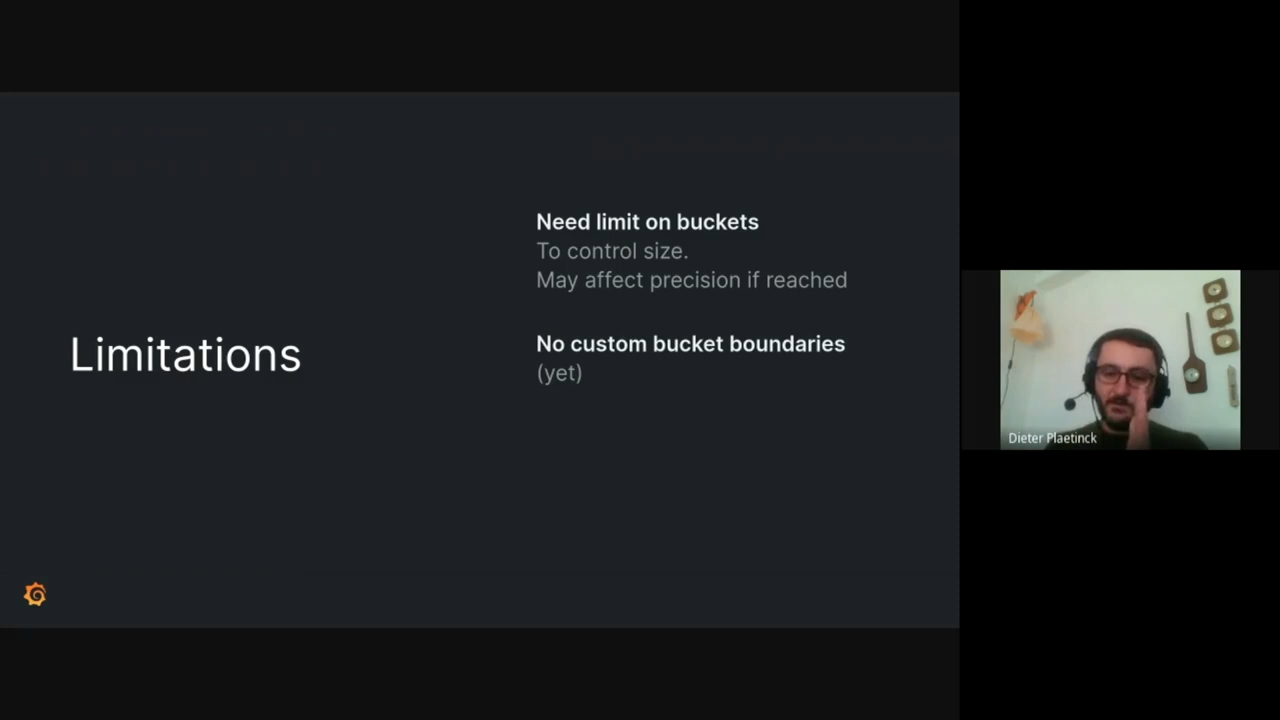 Need limit on buckets
To control size.
May affect precision if reached
Limitations
No custom bucket boundaries
(yet)
Dieter Plaetinck